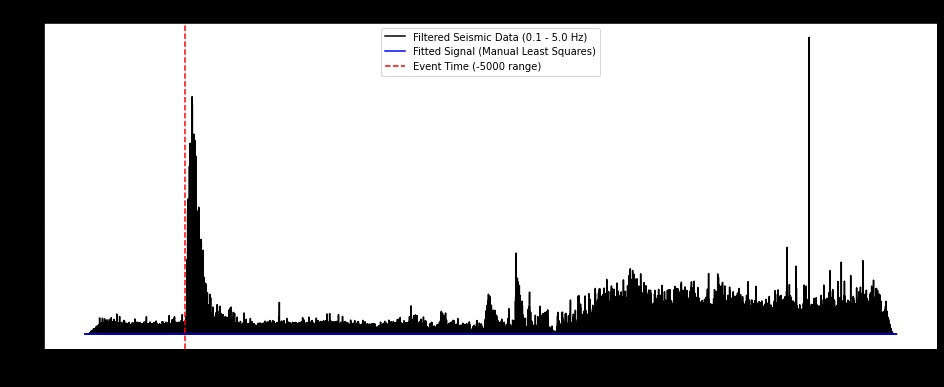 Filtered Seismic Data (0.1 - 5.0 Hz)
Fitted Signal (Manual Least Squares)
Event Time (-5000 range)